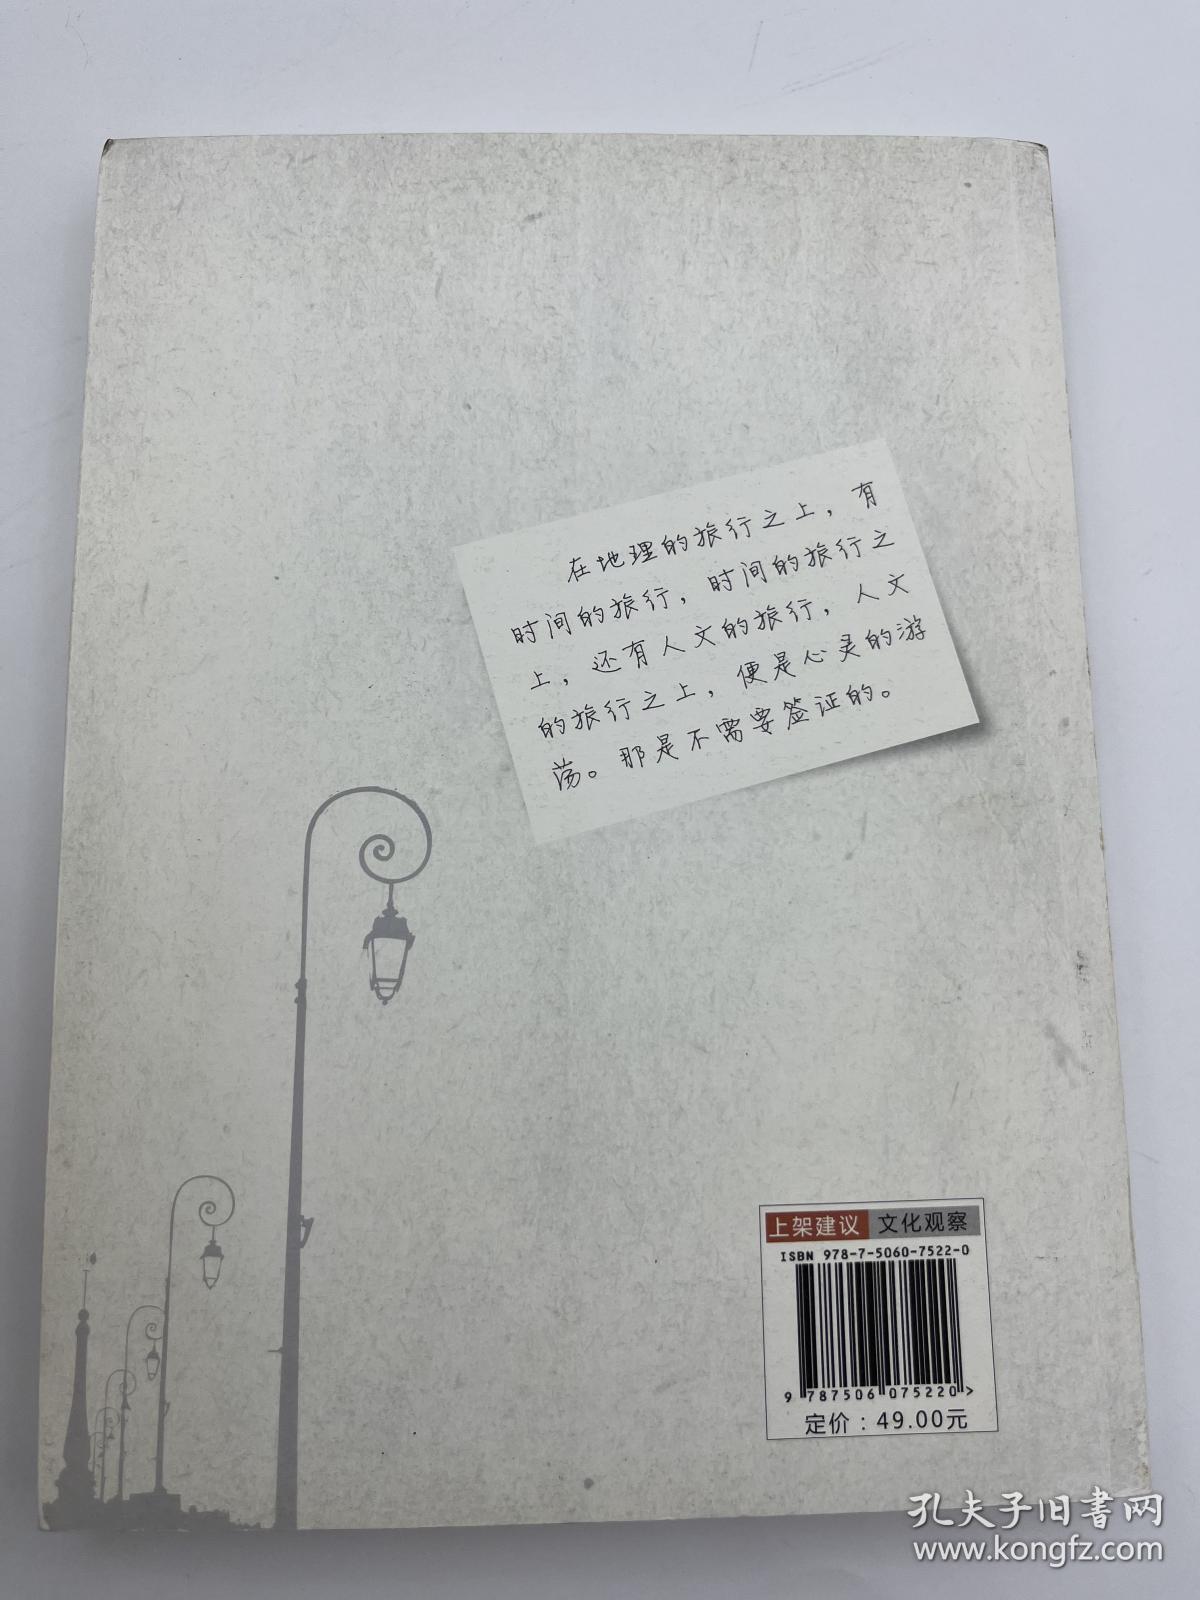 在地理的旅行之上，有
时间的旅行，时间的旅行之
上，还有人文的旅行，人文
的旅行之上，便是心灵的游
荡。那是不需要签证的。
上架建议 文化观察
ISBN 978-7-5060-7522-0
9 787506 075220>
定价：49.00元
孔夫子旧書网
www.kongfz.com